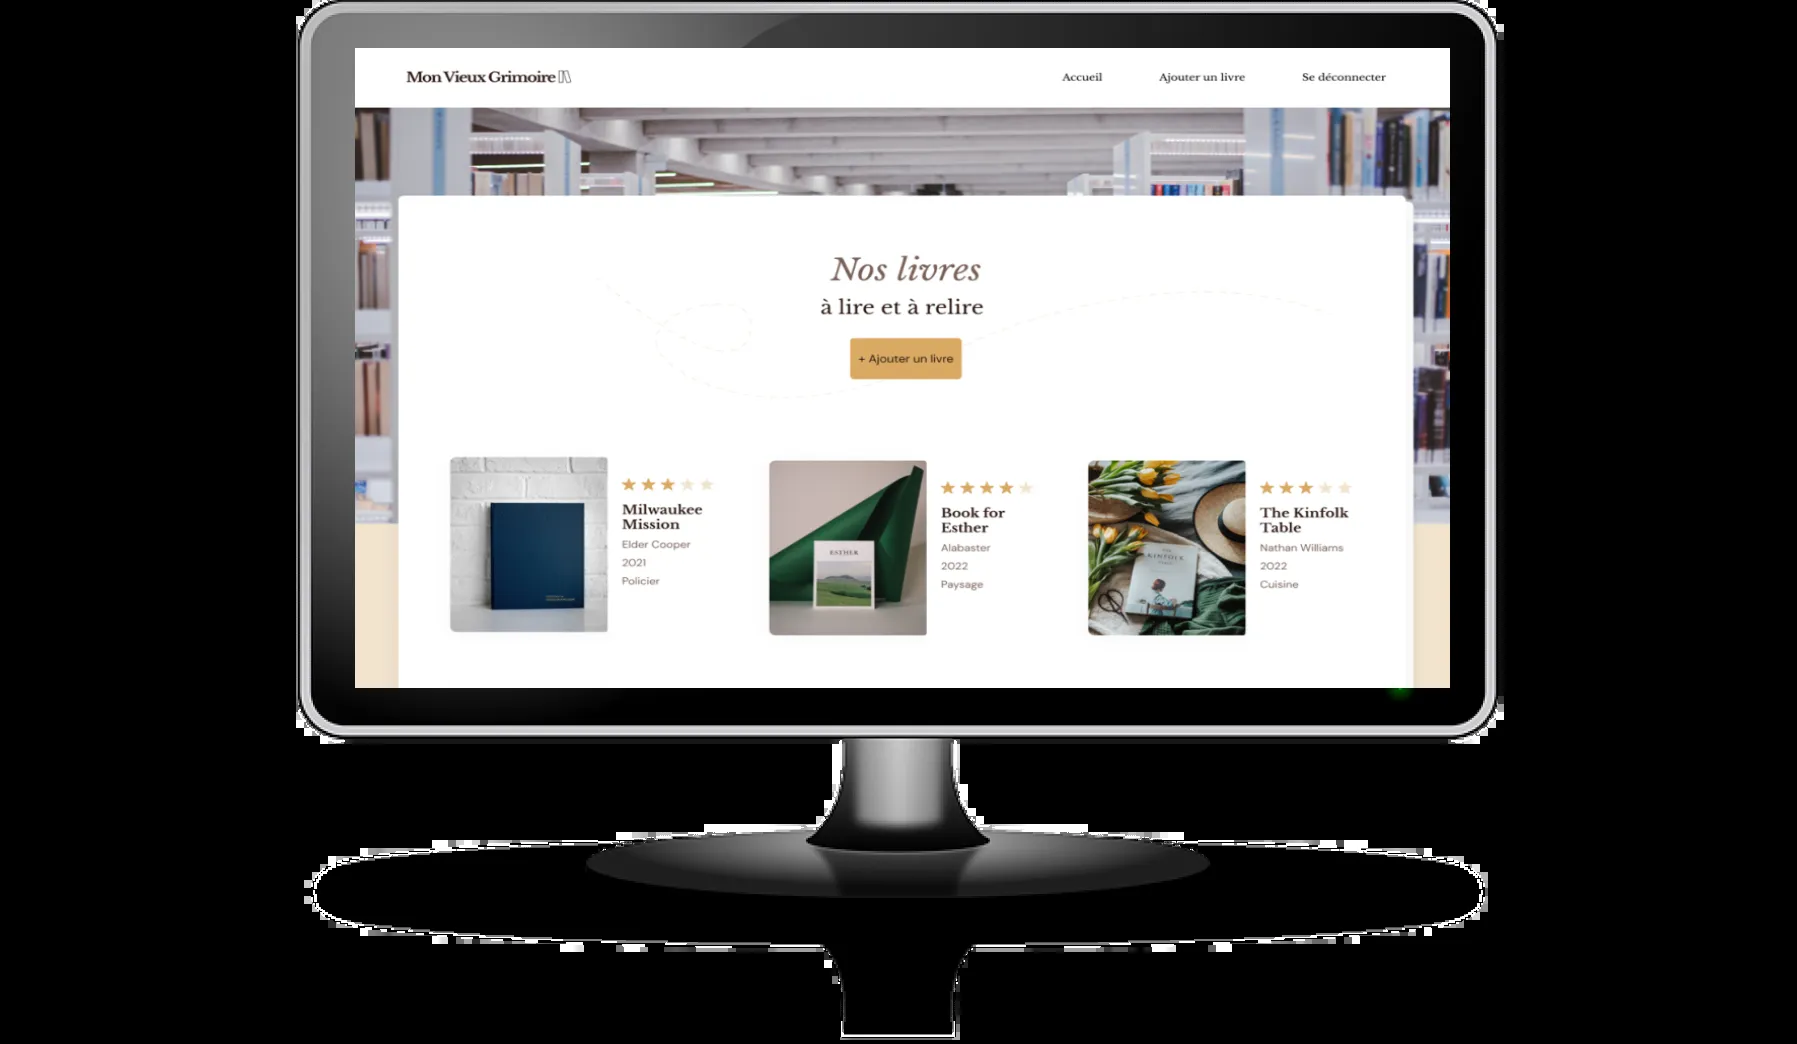 Mon Vieux Grimoire
Accueil
Ajouter un livre
Se déconnecter
Nos livres
à lire et à relire
+ Ajouter un livre
Milwaukee
Mission
Elder Cooper
2021
Policier
ESTHER
Book for
Esther
Alabaster
2022
Paysage
KINFOLK
The Kinfolk
Table
Nathan Williams
2022
Cuisine